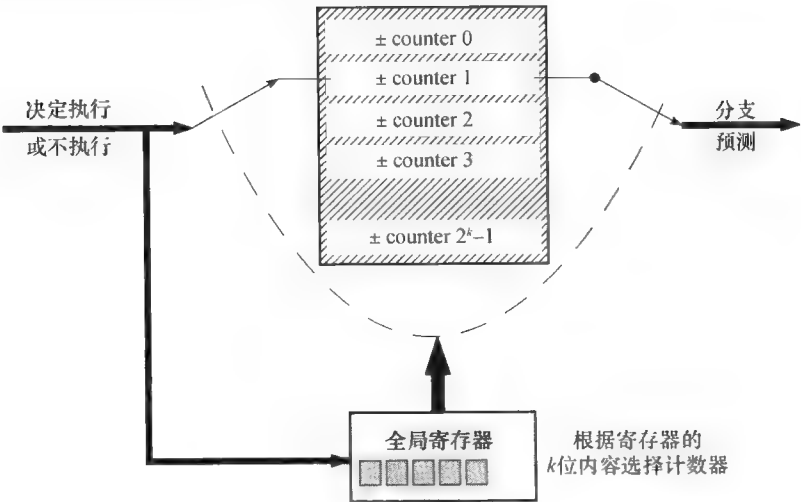 ± counter 0
± counter 1
± counter 2
± counter 3
± counter 2ᵏ–1
决定执行
或不执行
分支
预测
全局寄存器
根据寄存器的
k位内容选择计数器